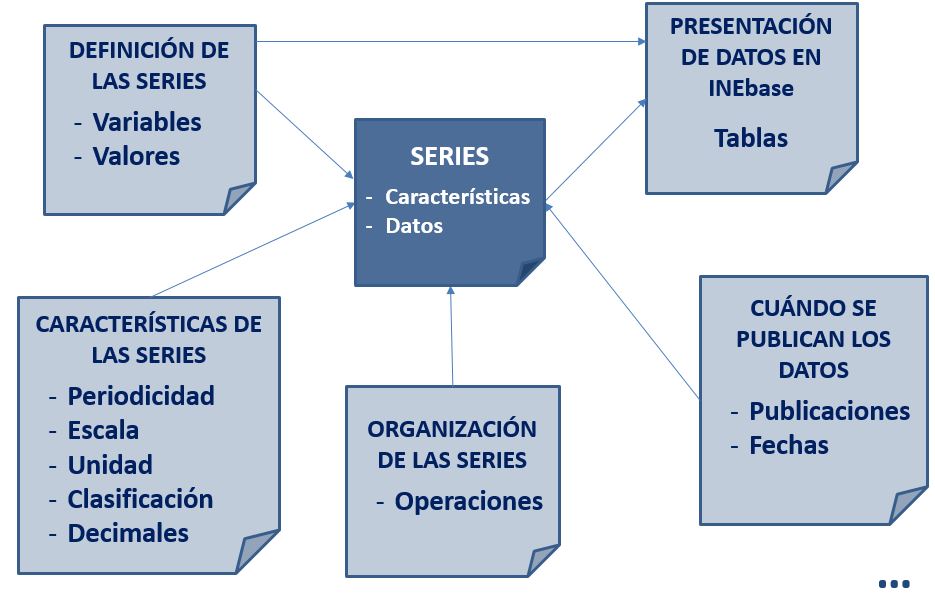 DEFINICIÓN DE
LAS SERIES
- Variables
- Valores
PRESENTACIÓN
DE DATOS EN
INEbase
Tablas
SERIES
- Características
- Datos
CARACTERÍSTICAS DE
LAS SERIES
- Periodicidad
- Escala
- Unidad
- Clasificación
- Decimales
ORGANIZACIÓN
DE LAS SERIES
- Operaciones
CUÁNDO SE
PUBLICAN LOS
DATOS
- Publicaciones
- Fechas
...